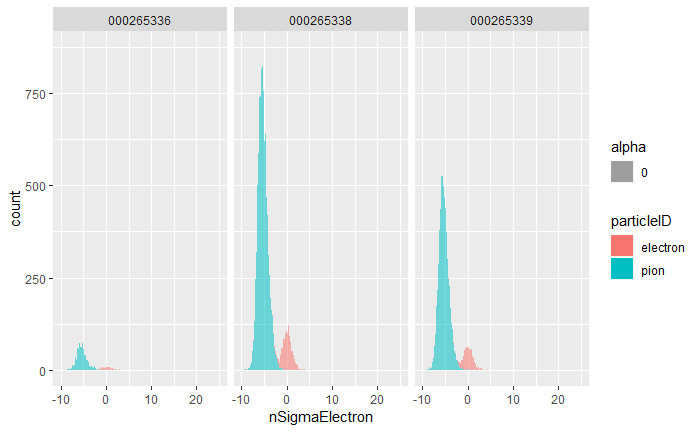 000265336 000265338 000265339
750
500
250
0
count
-10 0 10 20 -10 0 10 20 -10 0 10 20
nSigmaElectron
alpha
0
particleID
electron
pion